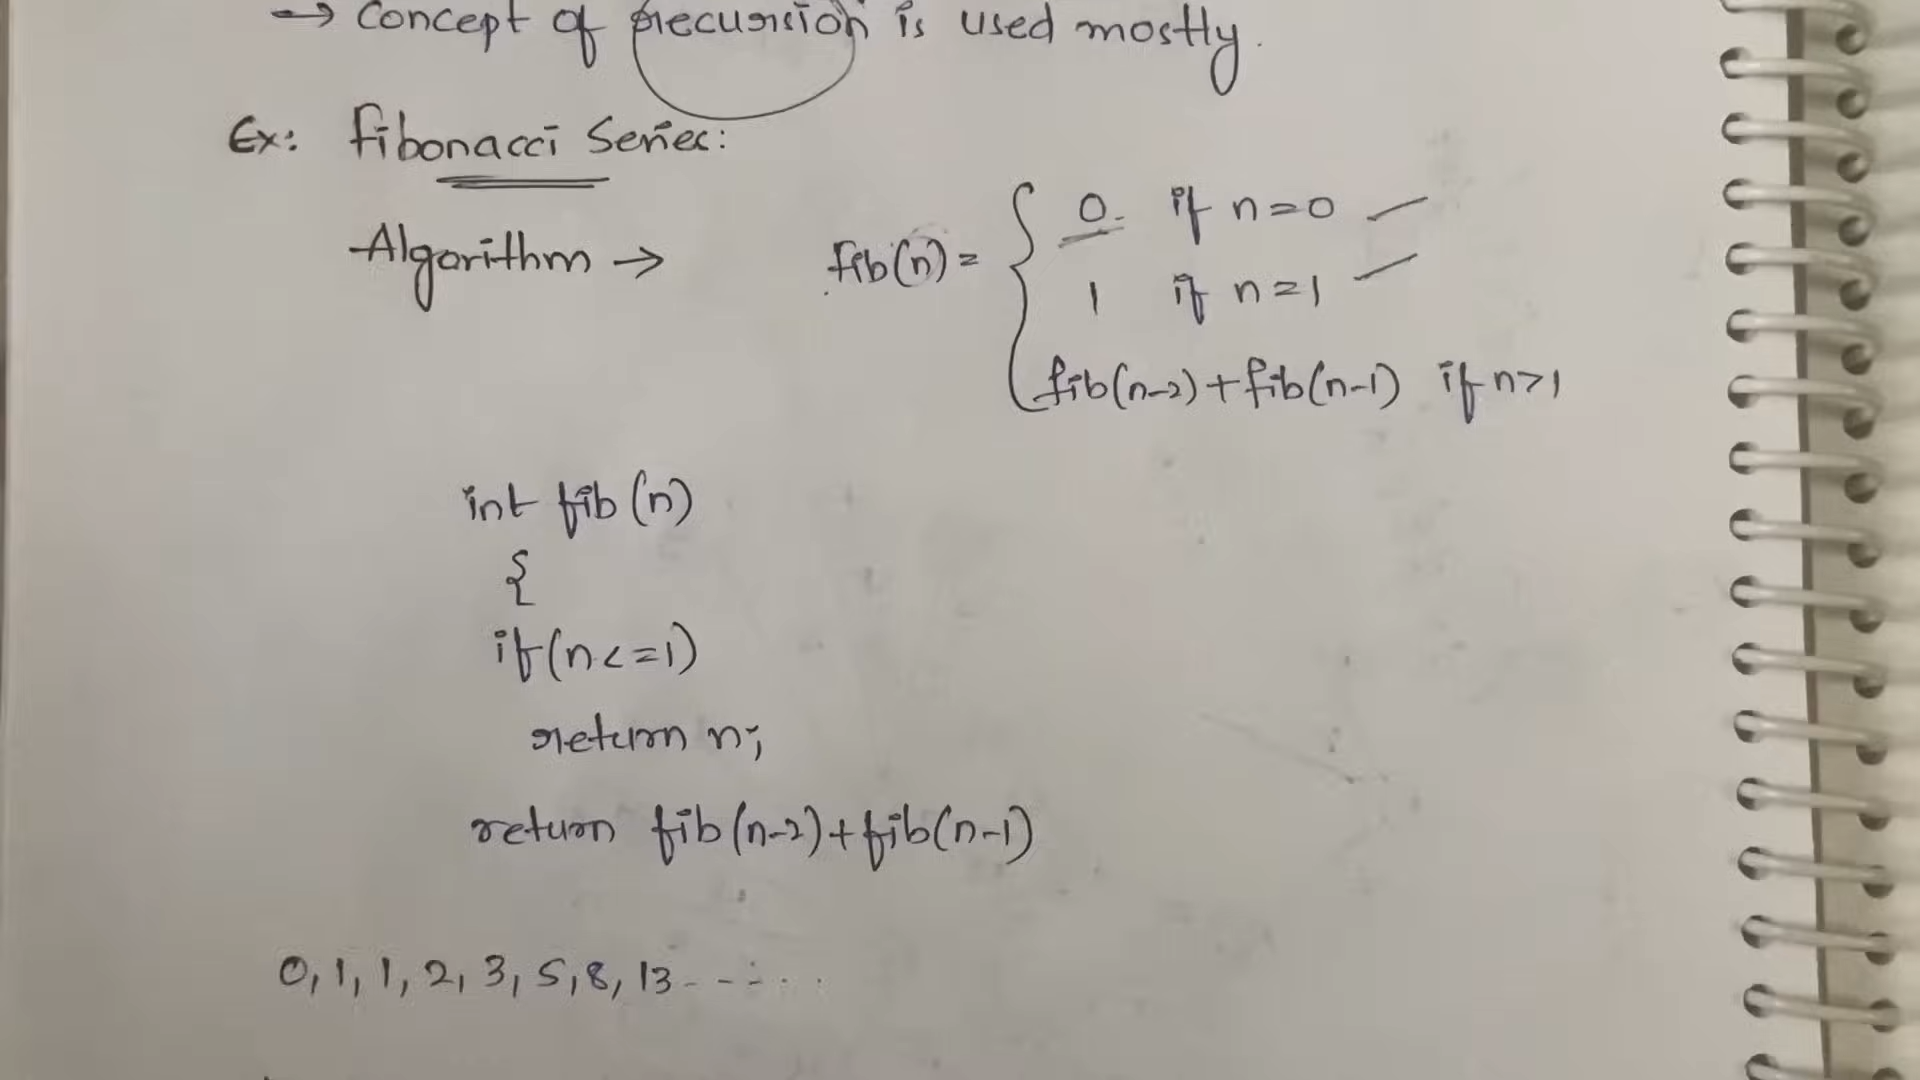 → Concept of recursion is used mostly.
Ex: Fibonacci Series:
Algorithm → fib(n) = { 0 if n=0
1 if n=1
fib(n-2)+fib(n-1) if n>1
int fib(n)
{
if(n<=1)
return n;
return fib(n-2)+fib(n-1)
0, 1, 1, 2, 3, 5, 8, 13 - - - . .